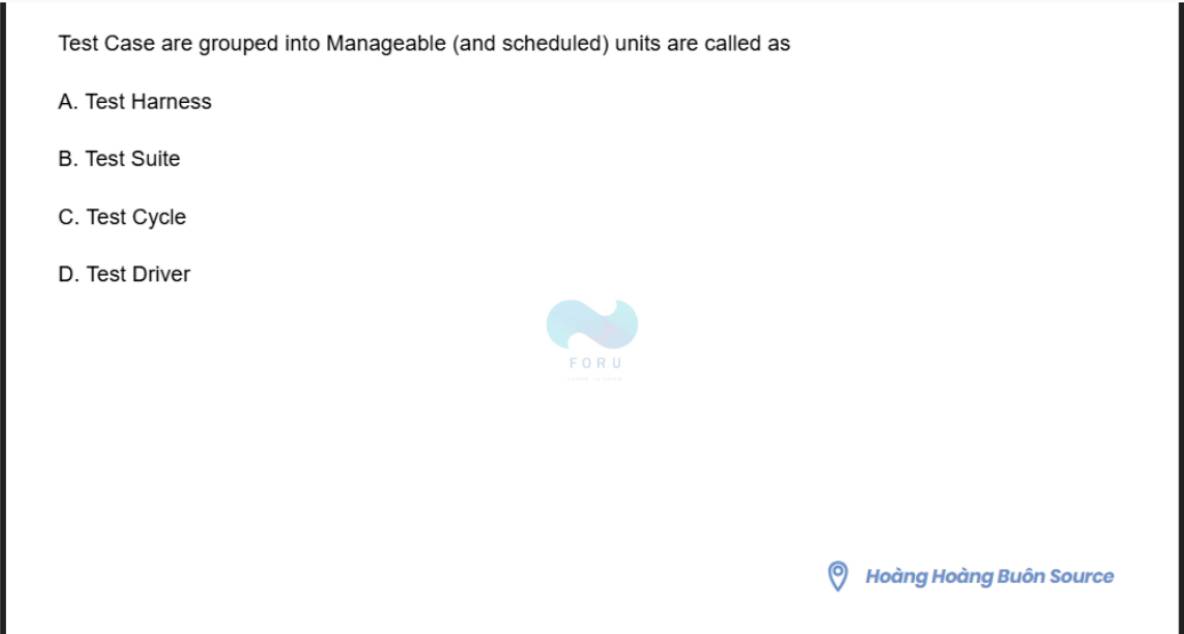 Test Case are grouped into Manageable (and scheduled) units are called as
A. Test Harness
B. Test Suite
C. Test Cycle
D. Test Driver
FORU
Hoàng Hoàng Buôn Source